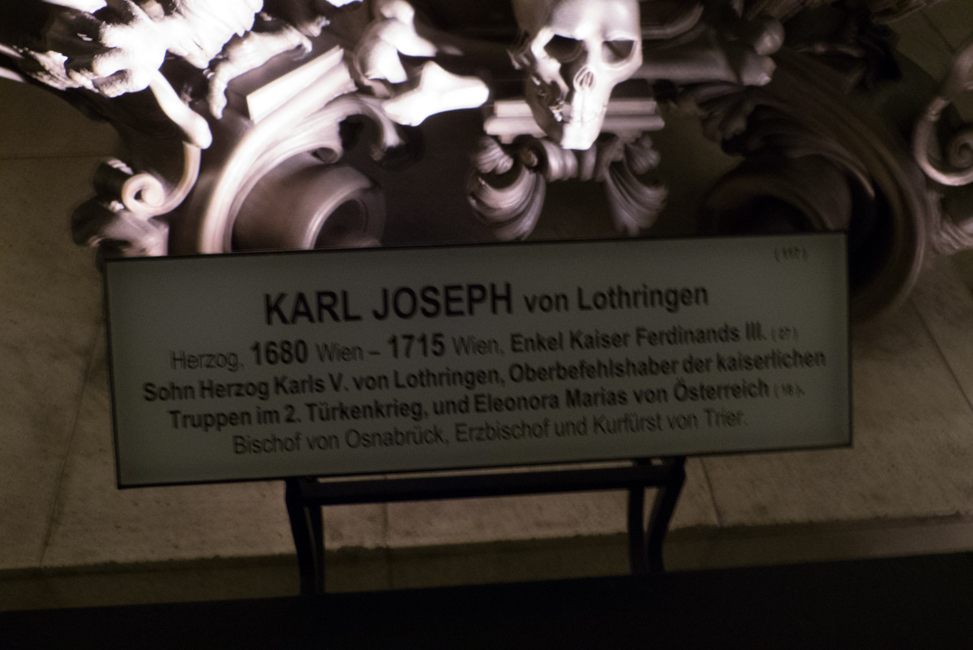 KARL JOSEPH von Lothringen
Herzog, 1680 Wien – 1715 Wien, Enkel Kaiser Ferdinands III. (27)
Sohn Herzog Karls V. von Lothringen, Oberbefehlshaber der kaiserlichen
Truppen im 2. Türkenkrieg, und Eleonora Marias von Österreich (18).
Bischof von Osnabrück, Erzbischof und Kurfürst von Trier.